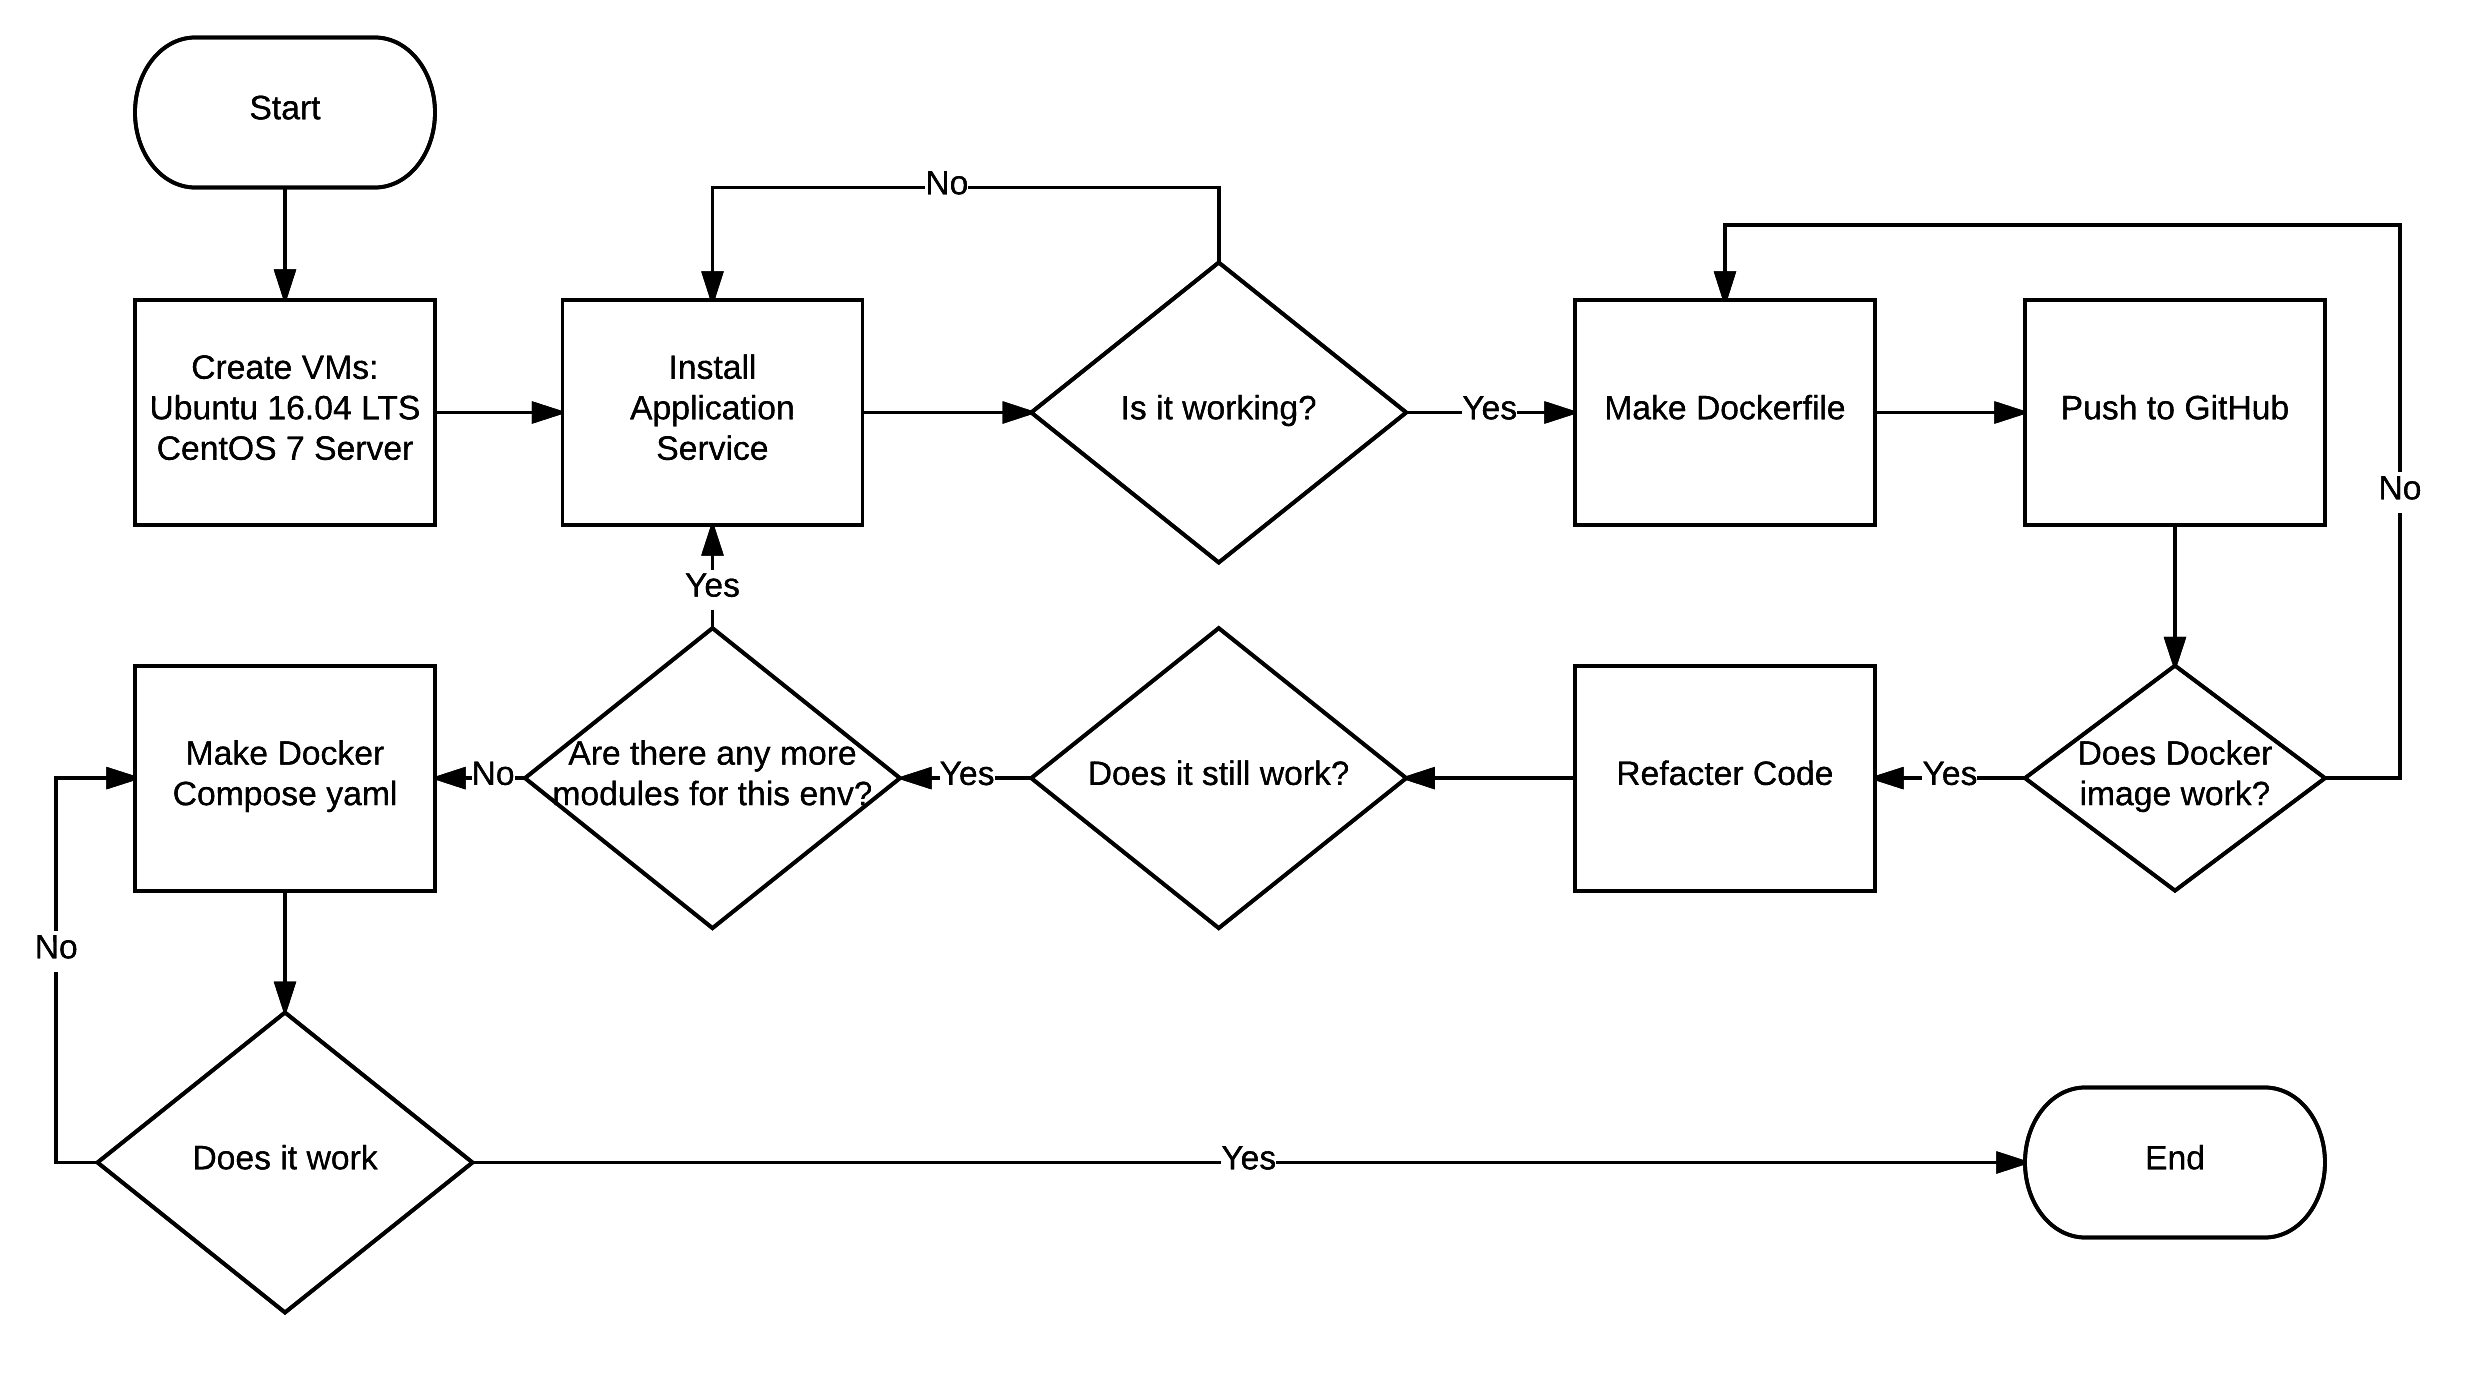 Start
No
Create VMs:
Ubuntu 16.04 LTS
CentOS 7 Server
Install
Application
Service
Is it working?
Yes
Make Dockerfile
Push to GitHub
No
Yes
Make Docker
Compose yaml
No
Are there any more
modules for this env?
Yes
Does it still work?
Refacter Code
Yes
Does Docker
image work?
No
Does it work
Yes
End